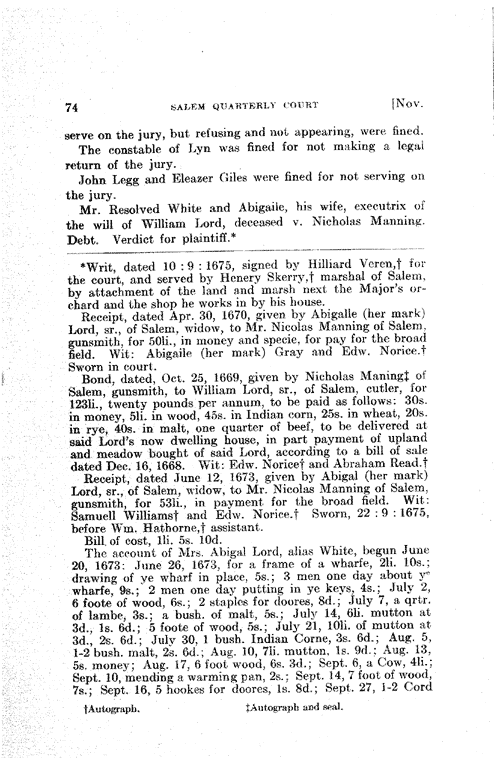 74 SALEM QUARTERLY COURT [Nov.
serve on the jury, but refusing and not appearing, were fined.
The constable of Lyn was fined for not making a legal
return of the jury.
John Legg and Eleazer Giles were fined for not serving on
the jury.
Mr. Resolved White and Abigaile, his wife, executrix of
the will of William Lord, deceased v. Nicholas Manning.
Debt. Verdict for plaintiff.*
*Writ, dated 10 : 9 : 1675, signed by Hilliard Veren,† for
the court, and served by Henery Skerry,† marshal of Salem,
by attachment of the land and marsh next the Major's or-
chard and the shop he works in by his house.
Receipt, dated Apr. 30, 1670, given by Abigalle (her mark)
Lord, sr., of Salem, widow, to Mr. Nicolas Manning of Salem,
gunsmith, for 50li., in money and specie, for pay for the broad
field. Wit: Abigaile (her mark) Gray and Edw. Norice.†
Sworn in court.
Bond, dated, Oct. 25, 1669, given by Nicholas Maning‡ of
Salem, gunsmith, to William Lord, sr., of Salem, cutler, for
123li., twenty pounds per annum, to be paid as follows: 30s.
in money, 5li. in wood, 45s. in Indian corn, 25s. in wheat, 20s.
in rye, 40s. in malt, one quarter of beef, to be delivered at
said Lord's now dwelling house, in part payment of upland
and meadow bought of said Lord, according to a bill of sale
dated Dec. 16, 1668. Wit: Edw. Norice† and Abraham Read.†
Receipt, dated June 12, 1673, given by Abigal (her mark)
Lord, sr., of Salem, widow, to Mr. Nicolas Manning of Salem,
gunsmith, for 53li., in payment for the broad field. Wit:
Samuell Williams† and Edw. Norice.† Sworn, 22 : 9 : 1675,
before Wm. Hathorne,† assistant.
Bill of cost, 1li. 5s. 10d.
The account of Mrs. Abigal Lord, alias White, begun June
20, 1673: June 26, 1673, for a frame of a wharfe, 2li. 10s.;
drawing of ye wharf in place, 5s.; 3 men one day about ye
wharfe, 9s.; 2 men one day putting in ye keys, 4s.; July 2,
6 foote of wood, 6s.; 2 staples for doores, 8d.; July 7, a qrtr.
of lambe, 3s.; a bush. of malt, 5s.; July 14, 6li. mutton at
3d., 1s. 6d.; 5 foote of wood, 5s.; July 21, 10li. of mutton at
3d., 2s. 6d.; July 30, 1 bush. Indian Corne, 3s. 6d.; Aug. 5,
1-2 bush. malt, 2s. 6d.; Aug. 10, 7li. mutton, 1s. 9d.; Aug. 13,
5s. money; Aug. 17, 6 foot wood, 6s. 3d.; Sept. 6, a Cow, 4li.;
Sept. 10, mending a warming pan, 2s.; Sept. 14, 7 foot of wood,
7s.; Sept. 16, 5 hookes for doores, 1s. 8d.; Sept. 27, 1-2 Cord
†Autograph. ‡Autograph and seal.